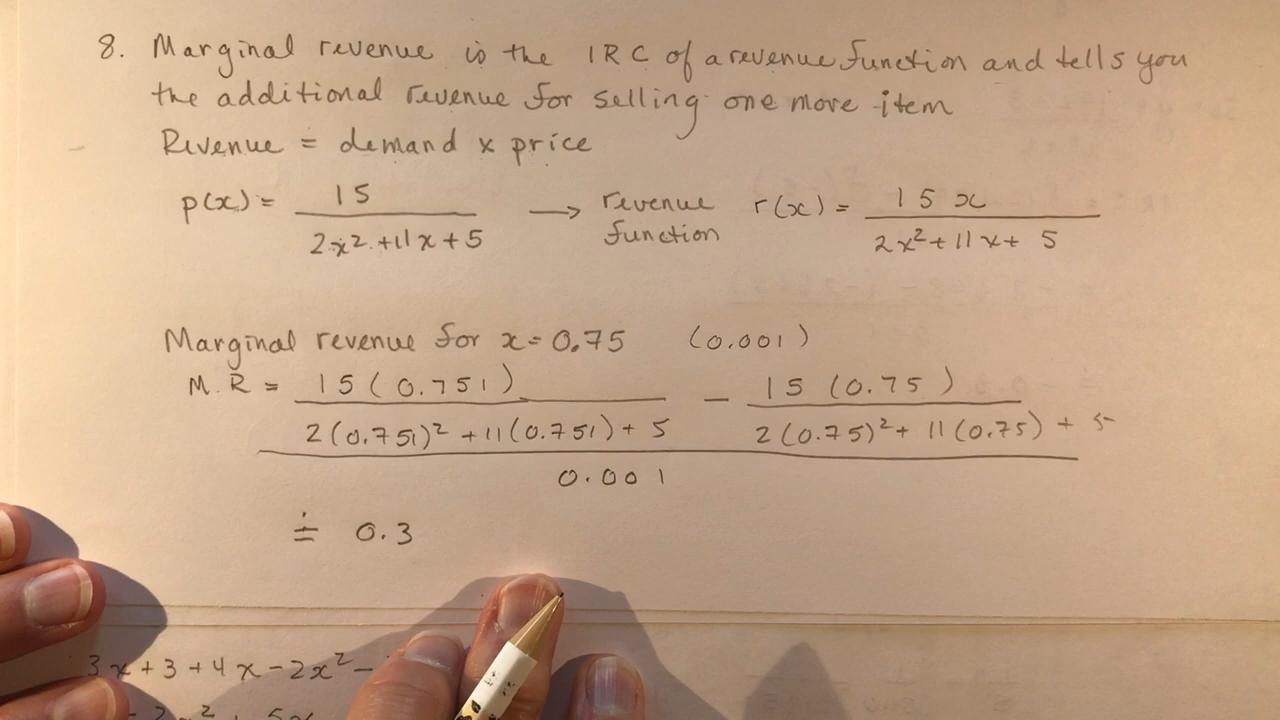 8. Marginal revenue is the IRC of a revenue function and tells you
the additional revenue for selling one more item
Revenue = demand x price
p(x) = 15 / 2x² + 11x + 5 → revenue function r(x) = 15x / 2x² + 11x + 5
Marginal revenue for x = 0.75 (0.001)
M.R = 15(0.751) / 2(0.751)² + 11(0.751) + 5 − 15(0.75) / 2(0.75)² + 11(0.75) + 5
0.001
≐ 0.3
3x + 3 + 4x − 2x² −